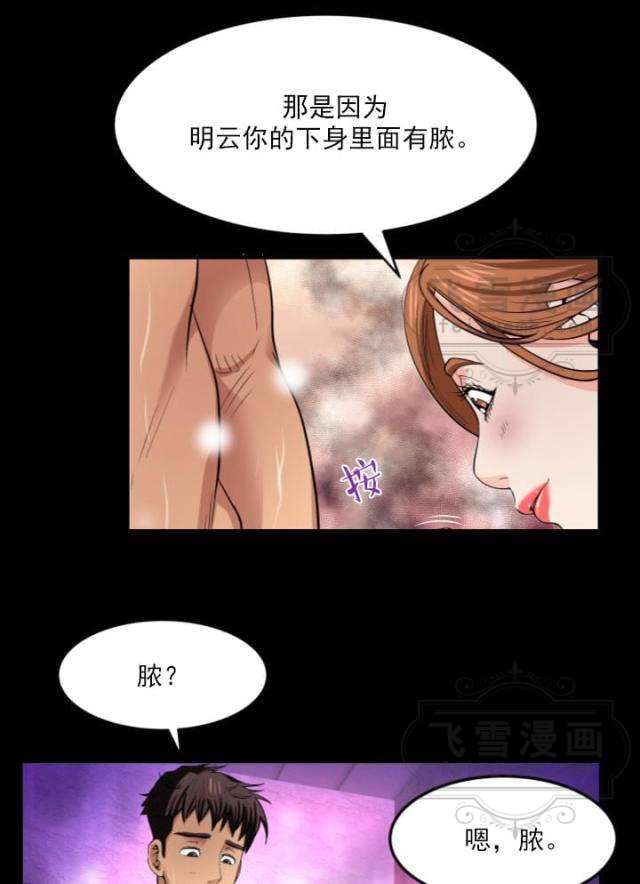 那是因为
明云你的下身里面有脓。
按
脓？
飞雪漫画
嗯，脓。